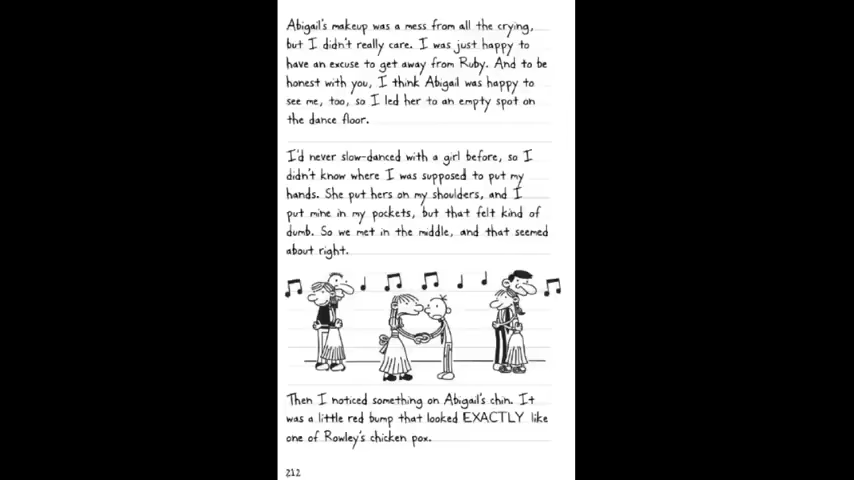 Abigail's makeup was a mess from all the crying,
but I didn't really care. I was just happy to
have an excuse to get away from Ruby. And to be
honest with you, I think Abigail was happy to
see me, too, so I led her to an empty spot on
the dance floor.
I'd never slow-danced with a girl before, so I
didn't know where I was supposed to put my
hands. She put hers on my shoulders, and I
put mine in my pockets, but that felt kind of
dumb. So we met in the middle, and that seemed
about right.
Then I noticed something on Abigail's chin. It
was a little red bump that looked EXACTLY like
one of Rowley's chicken pox.
212